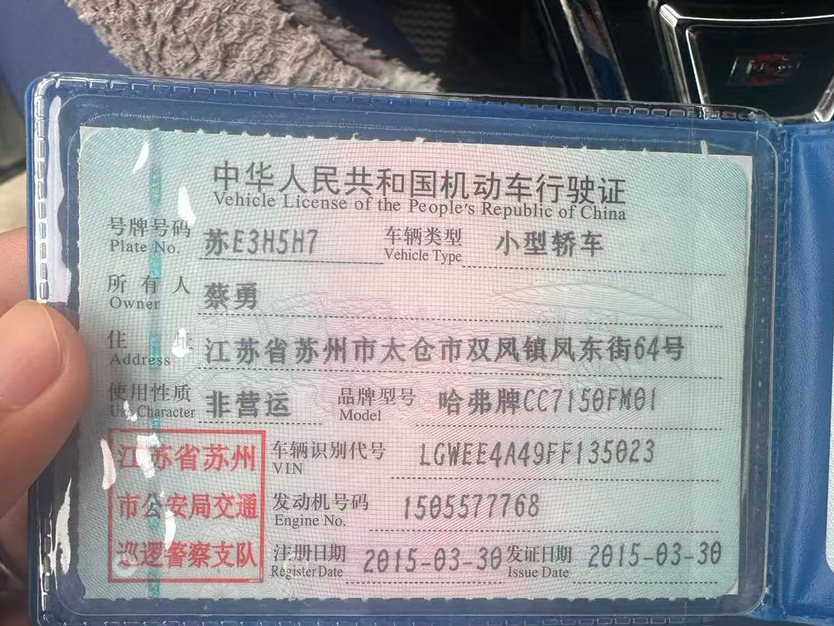 中华人民共和国机动车行驶证
Vehicle License of the People's Republic of China
号牌号码 苏E3H5H7 车辆类型 小型轿车
Plate No. Vehicle Type
所有人 蔡勇
Owner
住址 江苏省苏州市太仓市双凤镇凤东街64号
Address
使用性质 非营运 品牌型号 哈弗牌CC7150FM01
Use Character Model
江苏省苏州 车辆识别代号 LGWEE4A49FF135023
VIN
市公安局交通 发动机号码 1505577768
Engine No.
巡逻警察支队 注册日期 2015-03-30 发证日期 2015-03-30
Register Date Issue Date